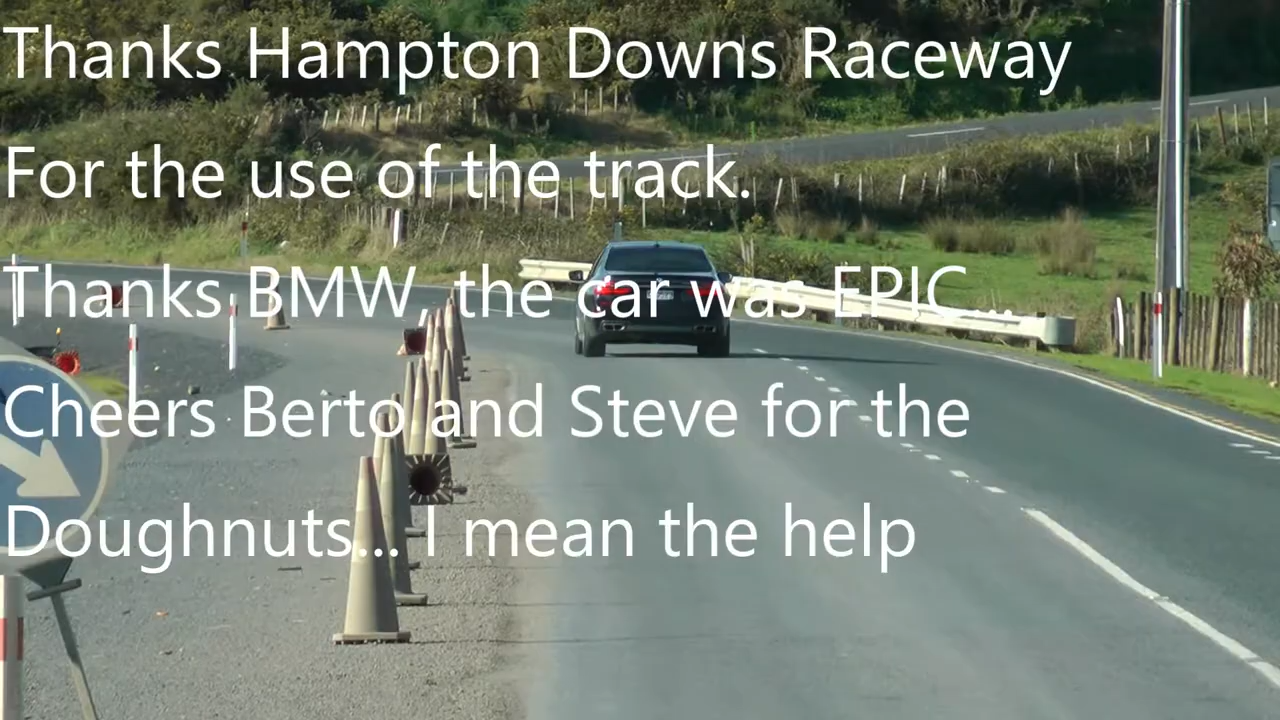 Thanks Hampton Downs Raceway
For the use of the track.
Thanks BMW, the car was EPIC...
Cheers Berto and Steve for the
Doughnuts... I mean the help